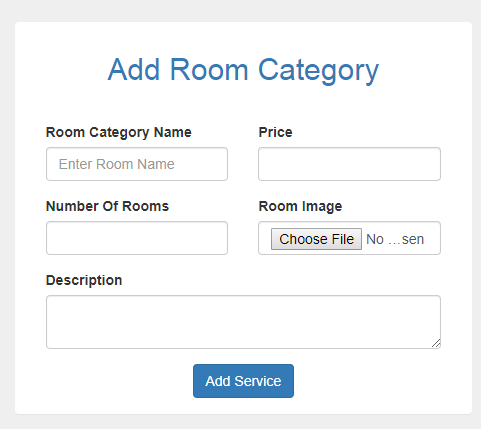 Add Room Category
Room Category Name
Price
Enter Room Name
Number Of Rooms
Room Image
Choose File No ...sen
Description
Add Service